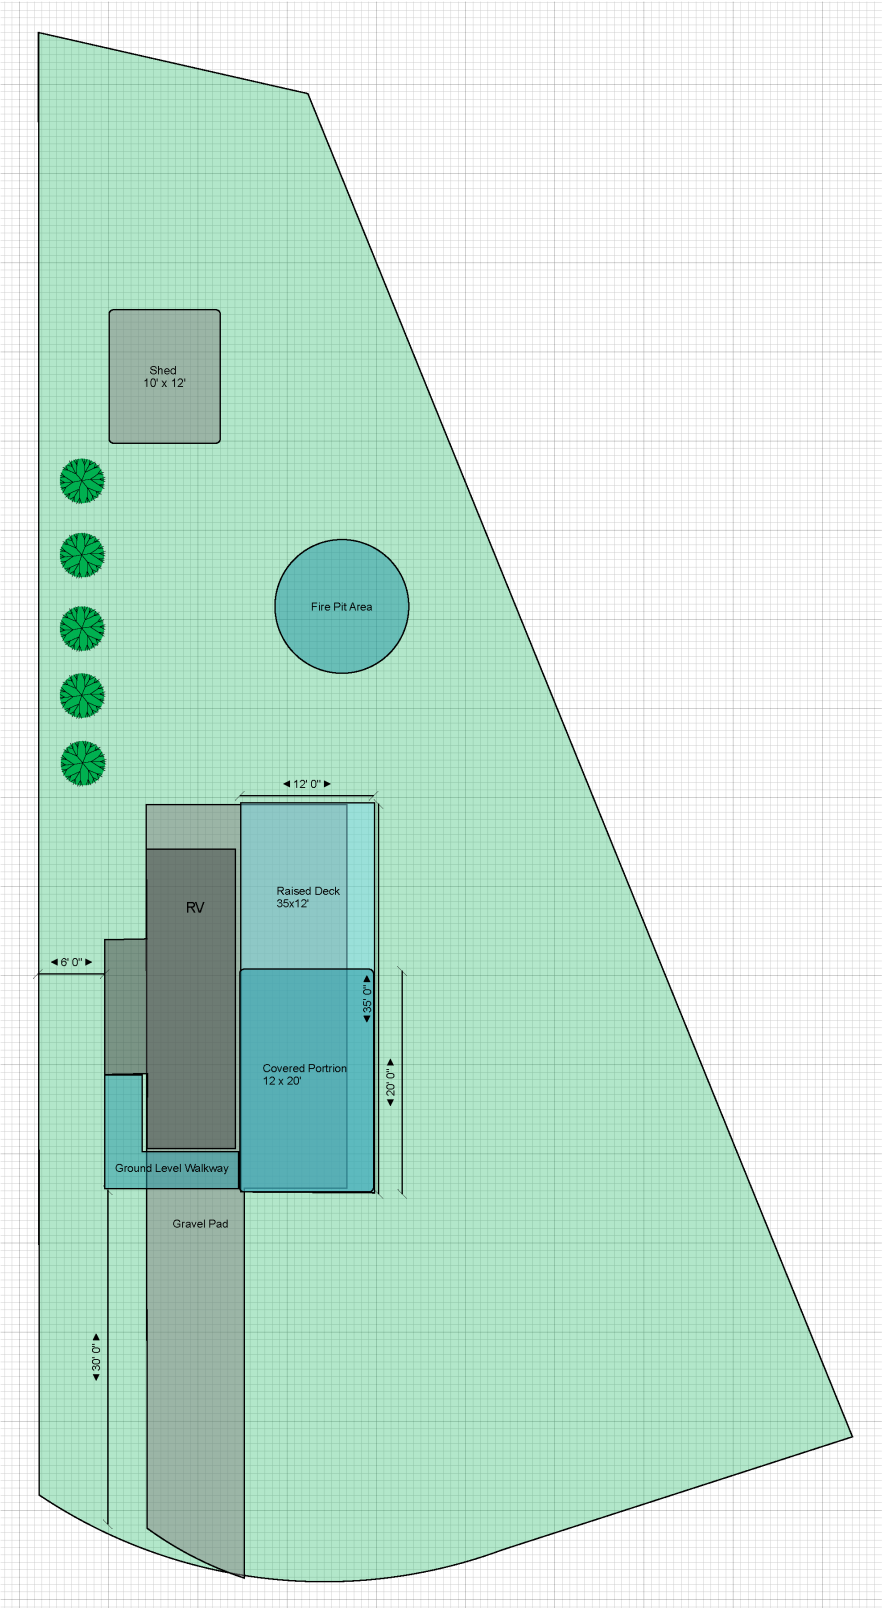 Shed
10' x 12'
Fire Pit Area
12' 0"
RV
Raised Deck
35x12'
6' 0"
35' 0"
Covered Portrion
12 x 20'
20' 0"
Ground Level Walkway
Gravel Pad
30' 0"